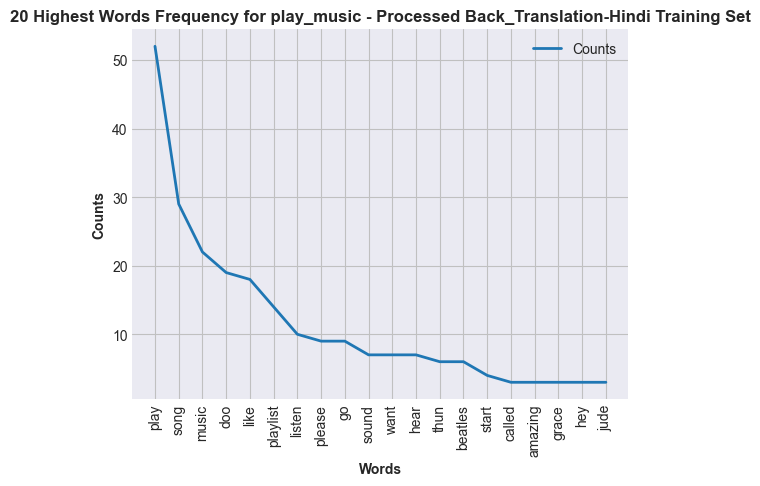 20 Highest Words Frequency for play_music - Processed Back_Translation-Hindi Training Set
Counts
50
40
30
20
10
Counts
play
song
music
doo
like
playlist
listen
please
go
sound
want
hear
thun
beatles
start
called
amazing
grace
hey
jude
Words